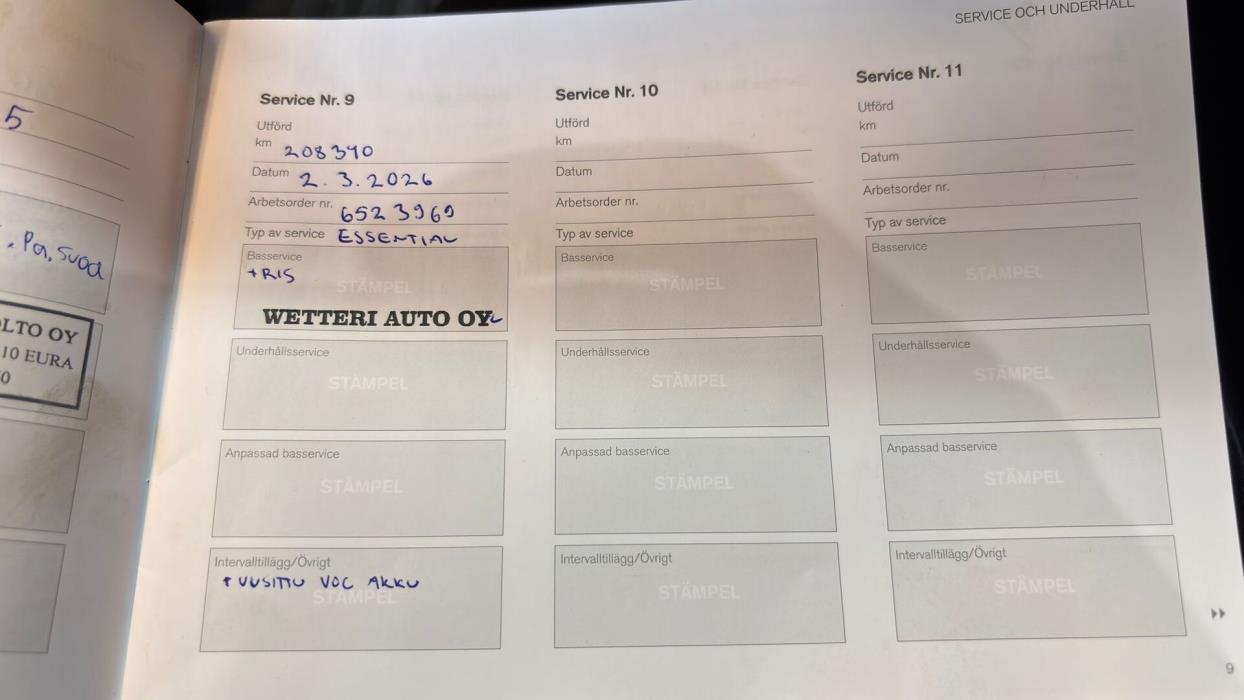 SERVICE OCH UNDERHÅLL
5
. Pa, suod
LTO OY
10 EURA
0
Service Nr. 9
Utförd
km 208340
Datum 2.3.2026
Arbetsorder nr. 6523969
Typ av service ESSENTIAL
Basservice
+RIS
STÄMPEL
WETTERI AUTO OY
Underhållsservice
STÄMPEL
Anpassad basservice
STÄMPEL
Intervalltillägg/Övrigt
+ UUSITTU VOC AKKU
STÄMPEL
Service Nr. 10
Utförd
km
Datum
Arbetsorder nr.
Typ av service
Basservice
STÄMPEL
Underhållsservice
STÄMPEL
Anpassad basservice
STÄMPEL
Intervalltillägg/Övrigt
STÄMPEL
Service Nr. 11
Utförd
km
Datum
Arbetsorder nr.
Typ av service
Basservice
STÄMPEL
Underhållsservice
STÄMPEL
Anpassad basservice
STÄMPEL
Intervalltillägg/Övrigt
STÄMPEL
9